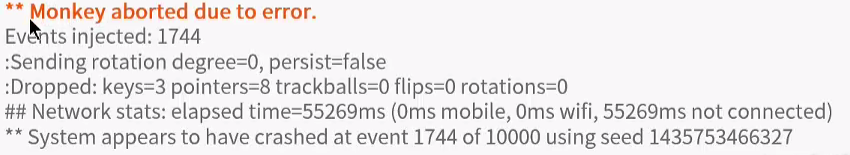 ** Monkey aborted due to error.
Events injected: 1744
:Sending rotation degree=0, persist=false
:Dropped: keys=3 pointers=8 trackballs=0 flips=0 rotations=0
## Network stats: elapsed time=55269ms (0ms mobile, 0ms wifi, 55269ms not connected)
** System appears to have crashed at event 1744 of 10000 using seed 1435753466327